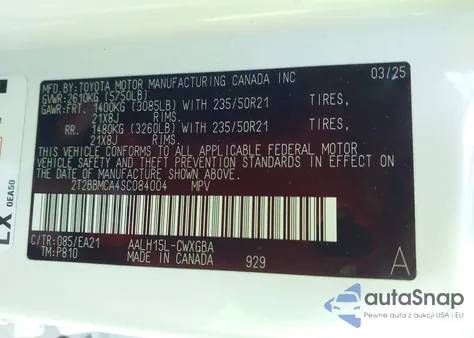 MFD BY: TOYOTA MOTOR MANUFACTURING CANADA INC 03/25
GVWR: 2610KG (5750LB)
GAWR: FRT. 1400KG (3085LB) WITH 235/50R21 TIRES,
21X8J RIMS.
RR. 1480KG (3260LB) WITH 235/50R21 TIRES,
21X8J RIMS.
THIS VEHICLE CONFORMS TO ALL APPLICABLE FEDERAL MOTOR
VEHICLE SAFETY AND THEFT PREVENTION STANDARDS IN EFFECT
ON THE DATE OF MANUFACTURE SHOWN ABOVE.
2T2BBMCA4SC084004 MPV
C/TR: 085/EA21 AALH15L-CWXGBA A
TM: P810 MADE IN CANADA 929
LX
0EA50
autaSnap
Pewne auta z aukcji USA i EU